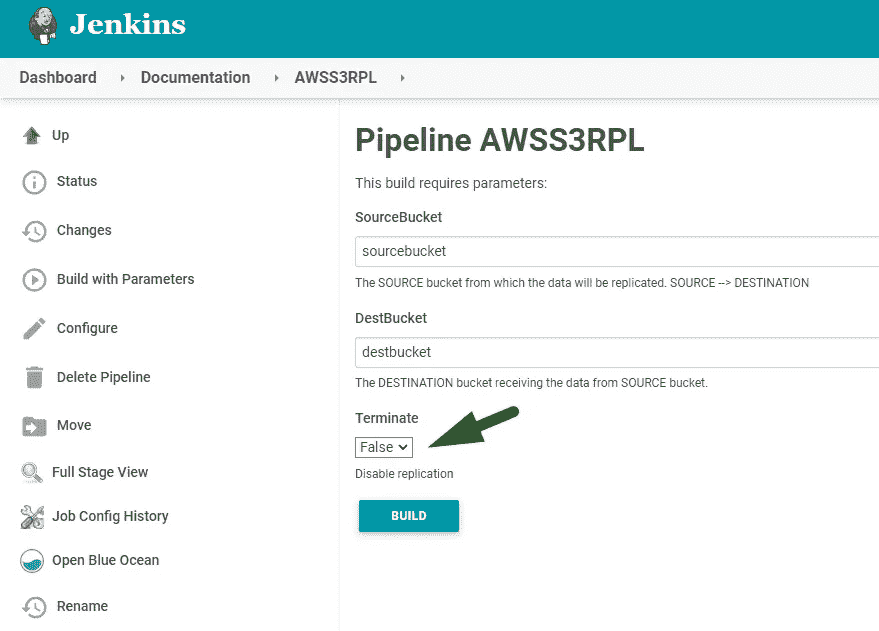 Jenkins
Dashboard Documentation AWSS3RPL
Up
Status
Changes
Build with Parameters
Configure
Delete Pipeline
Move
Full Stage View
Job Config History
Open Blue Ocean
Rename
Pipeline AWSS3RPL
This build requires parameters:
SourceBucket
sourcebucket
The SOURCE bucket from which the data will be replicated. SOURCE --> DESTINATION
DestBucket
destbucket
The DESTINATION bucket receiving the data from SOURCE bucket.
Terminate
False
Disable replication
BUILD